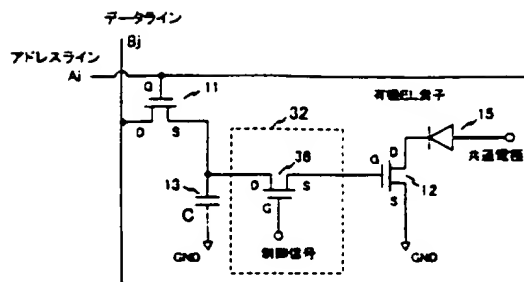 データライン
Bj
アドレスライン
Ai
G
11
D
S
有機EL素子
32
15
共通電極
36
D
S
G
13
C
G
D
12
S
GND
制御信号
GND